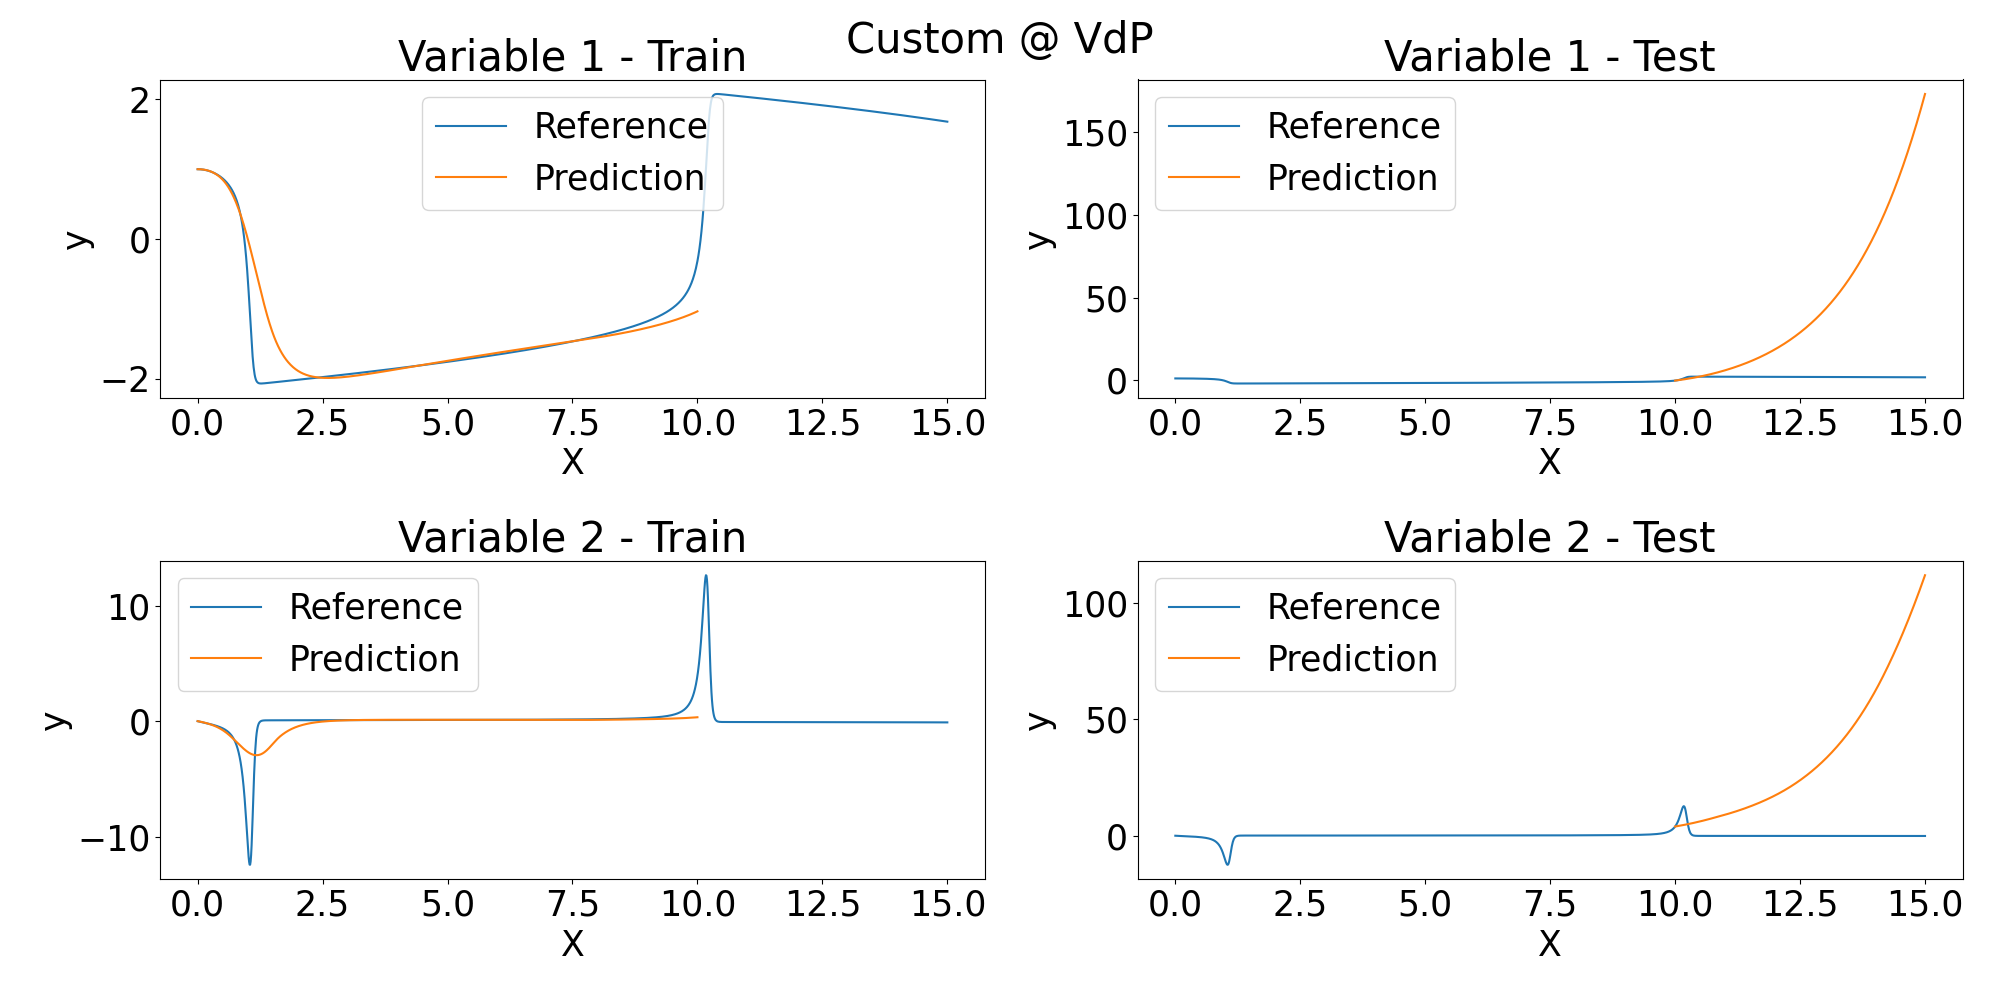 Custom @ VdP
Variable 1 - Train
2
0
−2
y
Reference
Prediction
0.0 2.5 5.0 7.5 10.0 12.5 15.0
X
Variable 1 - Test
150
100
50
0
y
Reference
Prediction
0.0 2.5 5.0 7.5 10.0 12.5 15.0
X
Variable 2 - Train
10
0
−10
y
Reference
Prediction
0.0 2.5 5.0 7.5 10.0 12.5 15.0
X
Variable 2 - Test
100
50
0
y
Reference
Prediction
0.0 2.5 5.0 7.5 10.0 12.5 15.0
X